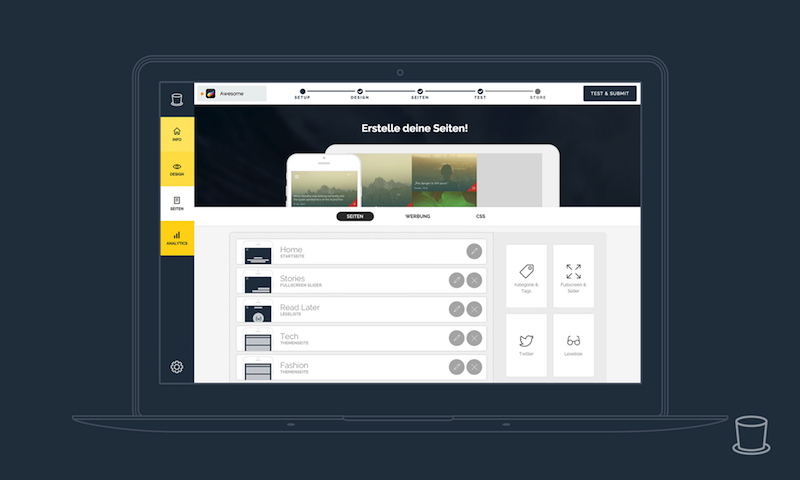 Awesome
SETUP
DESIGN
SEITEN
TEST
STORE
TEST & SUBMIT
INFO
DESIGN
SEITEN
ANALYTICS
Erstelle deine Seiten!
SEITEN
WERBUNG
CSS
Home
STARTSEITE
Stories
FULLSCREEN SLIDER
Read Later
LESELISTE
Tech
THEMENSEITE
Fashion
THEMENSEITE
Kategorie &
Tags
Fullscreen &
Slider
Twitter
Leseliste